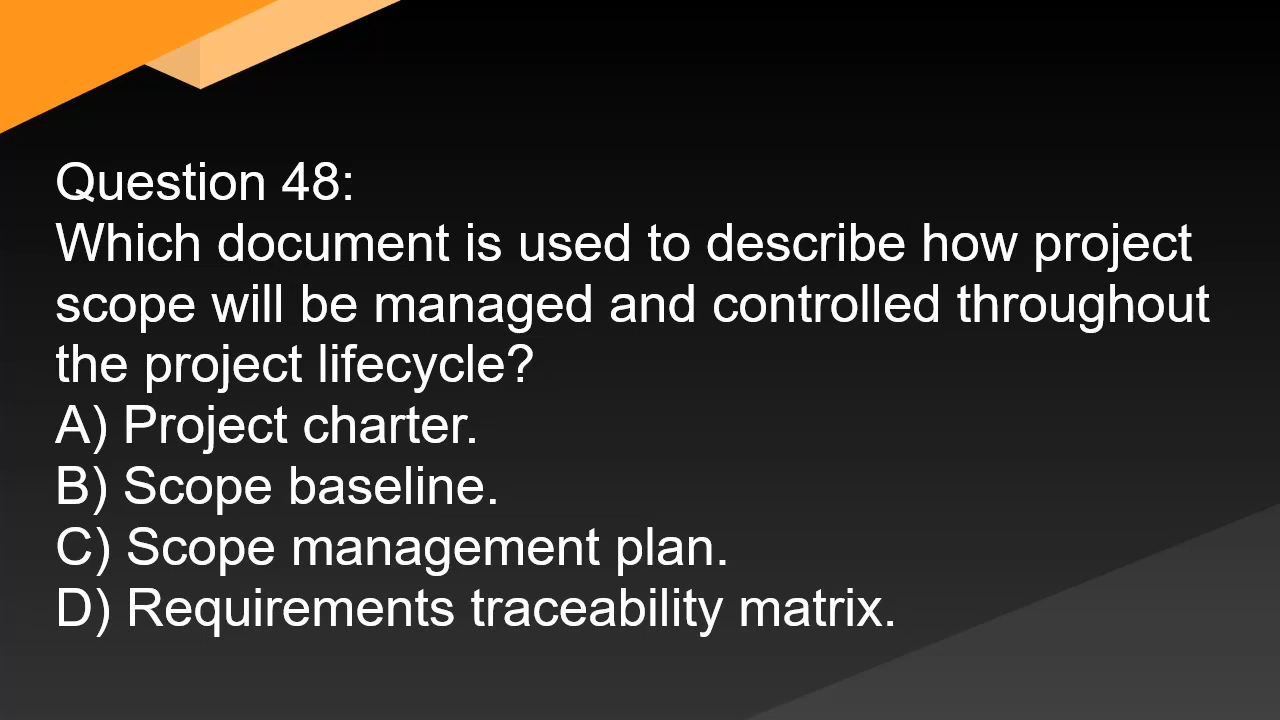 Question 48:
Which document is used to describe how project
scope will be managed and controlled throughout
the project lifecycle?
A) Project charter.
B) Scope baseline.
C) Scope management plan.
D) Requirements traceability matrix.